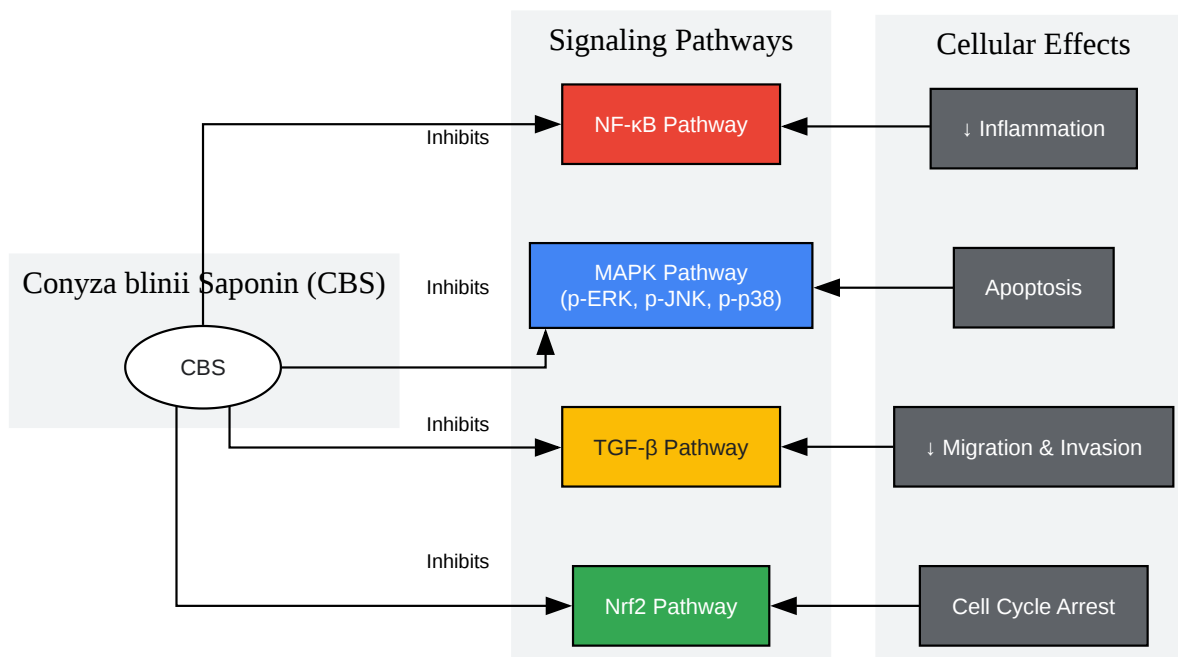 Signaling Pathways
Cellular Effects
Inhibits
NF-κB Pathway
↓ Inflammation
Conyza blinii Saponin (CBS)
Inhibits
MAPK Pathway
(p-ERK, p-JNK, p-p38)
Apoptosis
CBS
Inhibits
TGF-β Pathway
↓ Migration & Invasion
Inhibits
Nrf2 Pathway
Cell Cycle Arrest